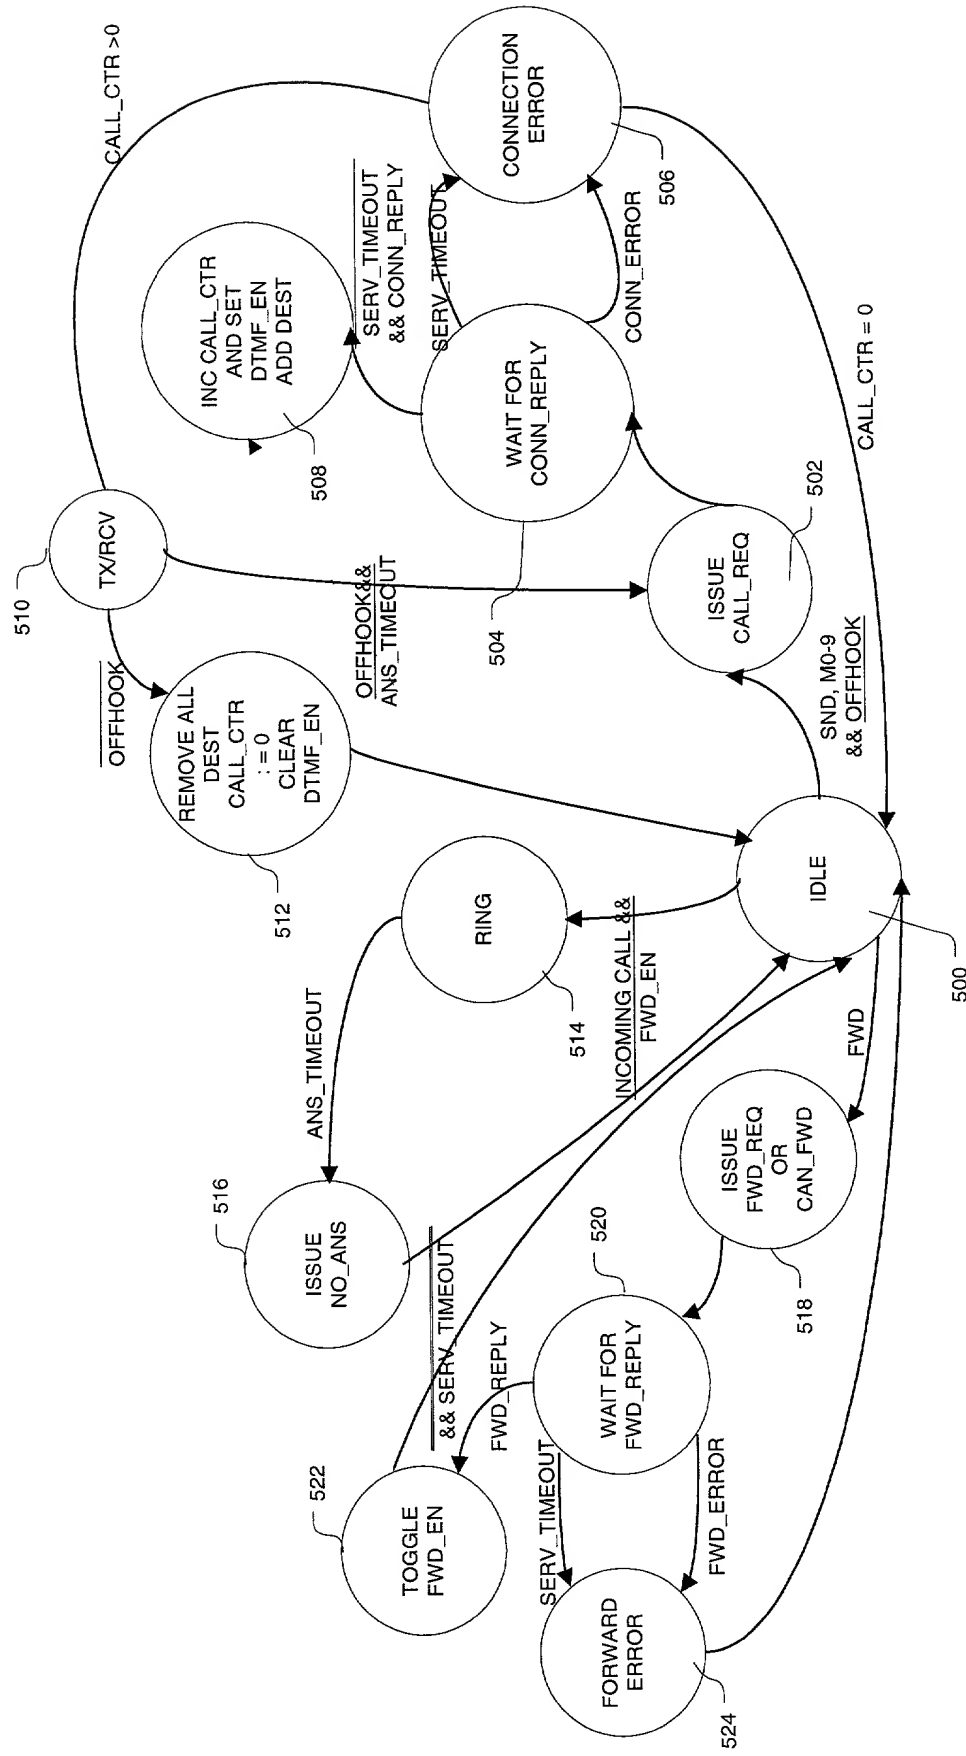 510
TX/RCV
CALL_CTR >0
OFFHOOK
REMOVE ALL
DEST
CALL_CTR
: = 0
CLEAR
DTMF_EN
512
INC CALL_CTR
AND SET
DTMF_EN
ADD DEST
508
SERV_TIMEOUT
&& CONN_REPLY
SERV_TIMEOUT
CONNECTION
ERROR
506
WAIT FOR
CONN_REPLY
504
CONN_ERROR
OFFHOOK&&
ANS_TIMEOUT
ISSUE
CALL_REQ
502
SND, M0-9
&& OFFHOOK
CALL_CTR = 0
IDLE
500
RING
514
INCOMING CALL &&
FWD_EN
ANS_TIMEOUT
516
ISSUE
NO_ANS
FWD
ISSUE
FWD_REQ
OR
CAN_FWD
518
520
WAIT FOR
FWD_REPLY
&& SERV_TIMEOUT
FWD_REPLY
522
TOGGLE
FWD_EN
SERV_TIMEOUT
FWD_ERROR
FORWARD
ERROR
524